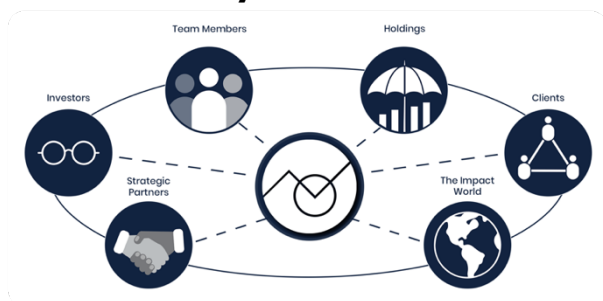 Team Members
Holdings
Investors
Clients
Strategic
Partners
The Impact
World